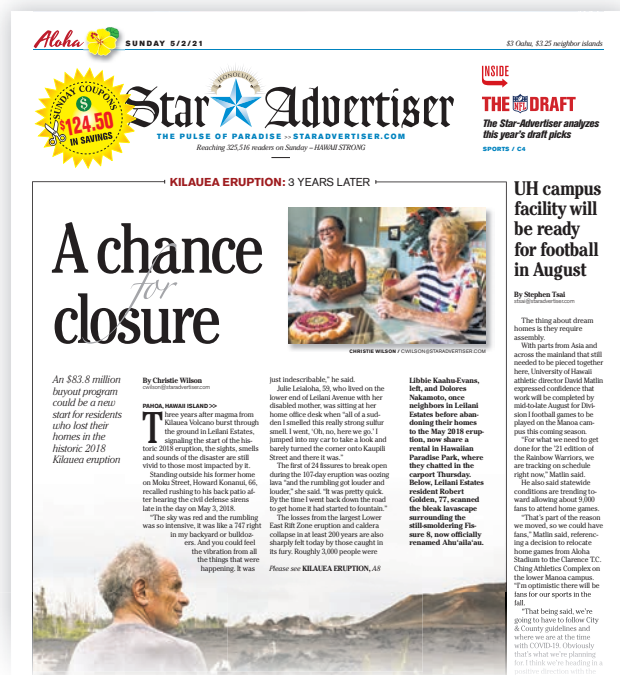 Aloha
SUNDAY 5/2/21
$3 Oahu, $3.25 neighbor islands
SUNDAY COUPONS
$
$124.50
IN SAVINGS
HONOLULU
Star Advertiser
THE PULSE OF PARADISE >> STARADVERTISER.COM
Reaching 325,516 readers on Sunday – HAWAII STRONG
INSIDE
THE NFL DRAFT
The Star-Advertiser analyzes
this year's draft picks
SPORTS / C4
KILAUEA ERUPTION: 3 YEARS LATER
A chance
for
closure
CHRISTIE WILSON / CWILSON@STARADVERTISER.COM
An $83.8 million
buyout program
could be a new
start for residents
who lost their
homes in the
historic 2018
Kilauea eruption
By Christie Wilson
cwilson@staradvertiser.com
PAHOA, HAWAII ISLAND >>
Three years after magma from
Kilauea Volcano burst through
the ground in Leilani Estates,
signaling the start of the his-
toric 2018 eruption, the sights, smells
and sounds of the disaster are still
vivid to those most impacted by it.
Standing outside his former home
on Moku Street, Howard Konanui, 66,
recalled rushing to his back patio af-
ter hearing the civil defense sirens
late in the day on May 3, 2018.
"The sky was red and the rumbling
was so intensive, it was like a 747 right
in my backyard or bulldoz-
ers. And you could feel
the vibration from all
the things that were
happening. It was
just indescribable," he said.
Julie Leialoha, 59, who lived on the
lower end of Leilani Avenue with her
disabled mother, was sitting at her
home office desk "all of a sud-
den I smelled this really strong sulfur
smell. I went, 'Oh, no, here we go.' I
jumped into my car to take a look and
barely turned the corner onto Kaupili
Street and there it was."
The first of 24 fissures to break open
during the 107-day eruption was oozing
lava "and the rumbling got louder and
louder," she said. "It was pretty quick.
By the time I went back down the road
to get home it had started to fountain."
The losses from the largest Lower
East Rift Zone eruption and caldera
collapse in at least 200 years are also
sharply felt today by those caught in
its fury. Roughly 3,000 people were
Please see KILAUEA ERUPTION, A8
Libbie Kaahu-Evans,
left, and Dolores
Nakamoto, once
neighbors in Leilani
Estates before aban-
doning their homes
to the May 2018 erup-
tion, now share a
rental in Hawaiian
Paradise Park, where
they chatted in the
carport Thursday.
Below, Leilani Estates
resident Robert
Golden, 77, scanned
the bleak lavascape
surrounding the
still-smoldering Fis-
sure 8, now officially
renamed Ahu'aila'au.
UH campus
facility will
be ready
for football
in August
By Stephen Tsai
stsai@staradvertiser.com
The thing about dream
homes is they require
assembly.
With parts from Asia and
across the mainland that still
needed to be pieced together
here, University of Hawaii
athletic director David Matlin
expressed confidence that
work will be completed by
mid-to-late August for Divi-
sion I football games to be
played on the Manoa cam-
pus this coming season.
"For what we need to get
done for the '21 edition of
the Rainbow Warriors, we
are tracking on schedule
right now," Matlin said.
He also said statewide
conditions are trending to-
ward allowing about 9,000
fans to attend home games.
"That's part of the reason
we moved, so we could have
fans," Matlin said, referenc-
ing a decision to relocate
home games from Aloha
Stadium to the Clarence T.C.
Ching Athletics Complex on
the lower Manoa campus.
"I'm optimistic there will be
fans for our sports in the
fall.
"That being said, we're
going to have to follow City
& County guidelines and
where we are at the time
with COVID-19. Obviously
that's what we're planning
for. I think we're heading in a
positive direction with the